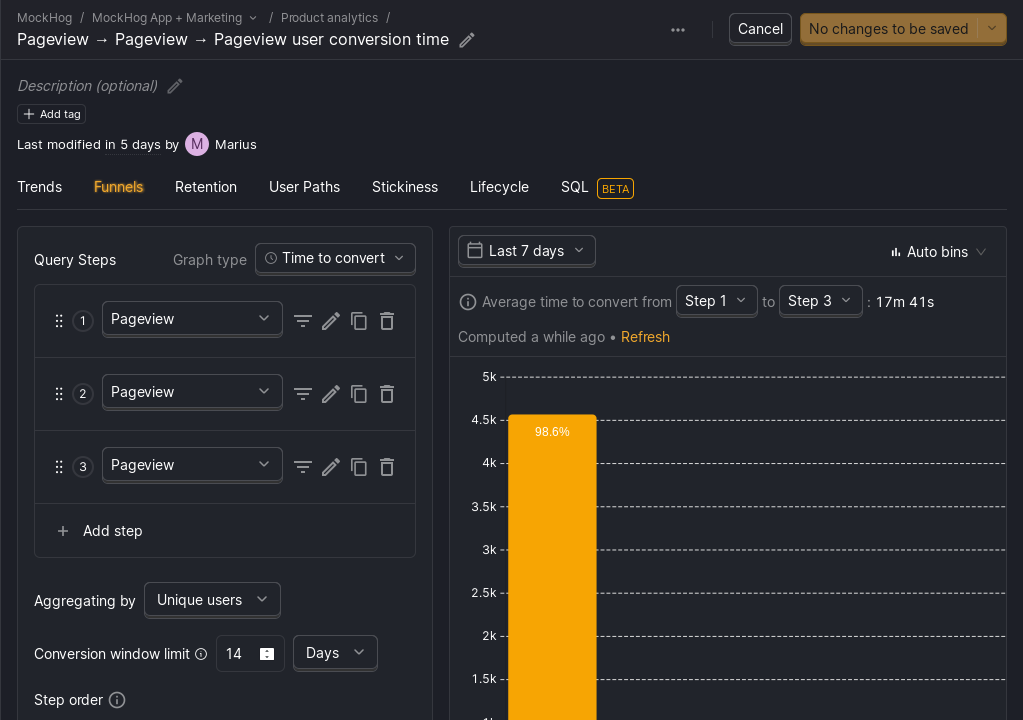 MockHog / MockHog App + Marketing / Product analytics /
Pageview → Pageview → Pageview user conversion time
Cancel
No changes to be saved
Description (optional)
Add tag
Last modified in 5 days by M Marius
Trends Funnels Retention User Paths Stickiness Lifecycle SQL BETA
Query Steps
Graph type Time to convert
1 Pageview
2 Pageview
3 Pageview
Add step
Aggregating by Unique users
Conversion window limit 14 Days
Step order
Last 7 days
Auto bins
Average time to convert from Step 1 to Step 3 : 17m 41s
Computed a while ago • Refresh
5k
4.5k
98.6%
4k
3.5k
3k
2.5k
2k
1.5k